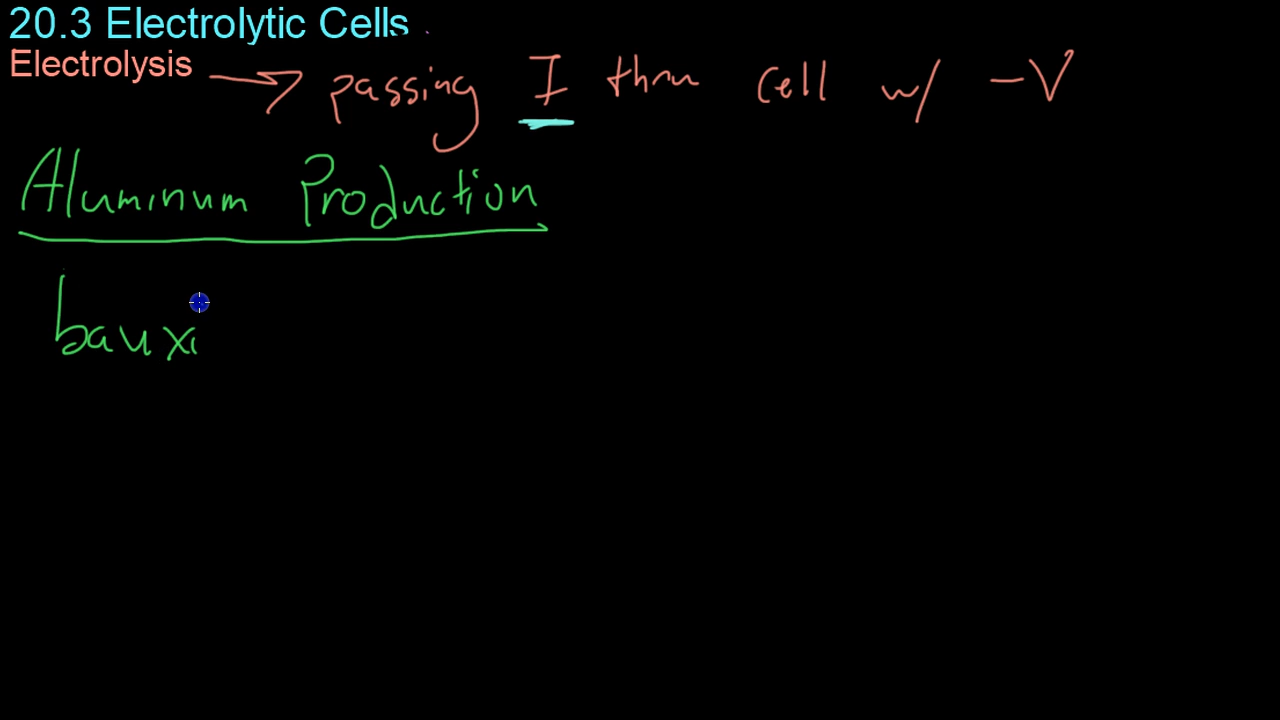 20.3 Electrolytic Cells
Electrolysis → passing I thru cell w/ -V
Aluminum Production
bauxi